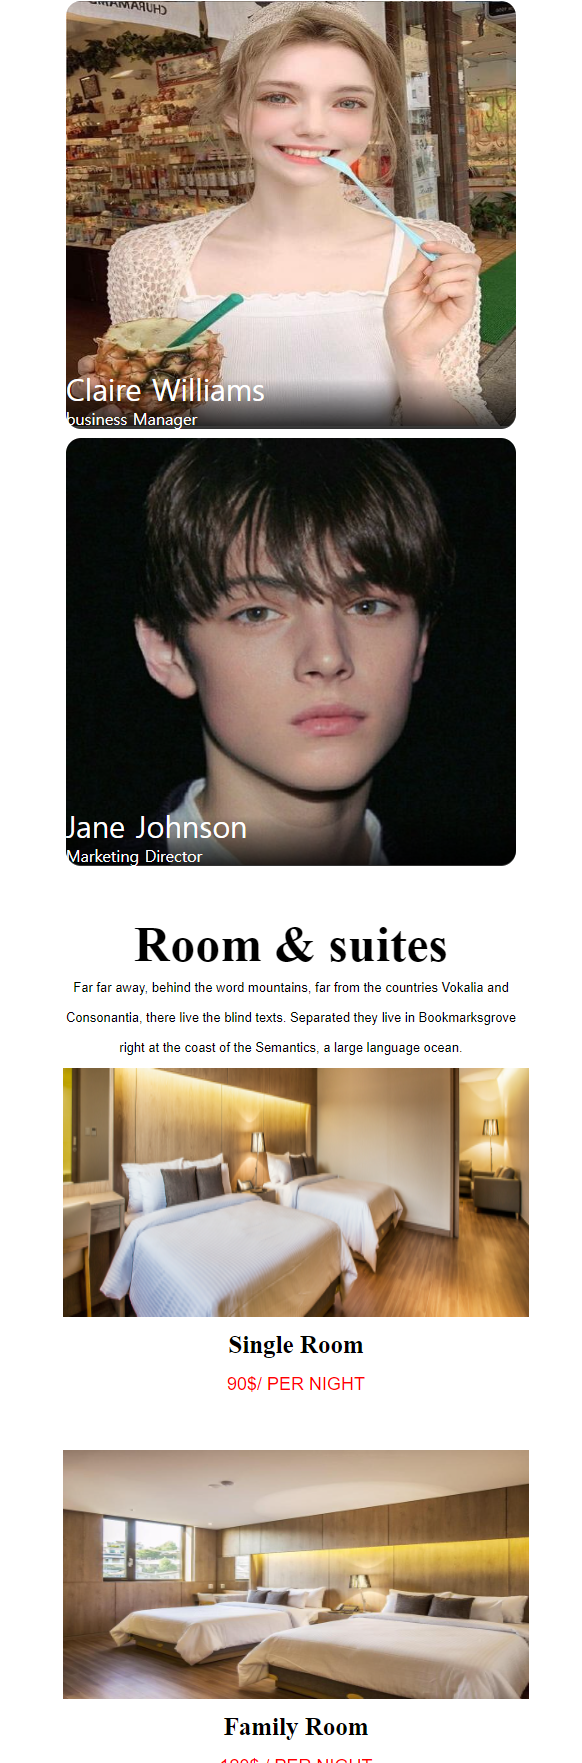 Claire Williams
business Manager
Jane Johnson
Marketing Director
Room & suites
Far far away, behind the word mountains, far from the countries Vokalia and
Consonantia, there live the blind texts. Separated they live in Bookmarksgrove
right at the coast of the Semantics, a large language ocean.
Single Room
90$/ PER NIGHT
Family Room
PER NIGHT